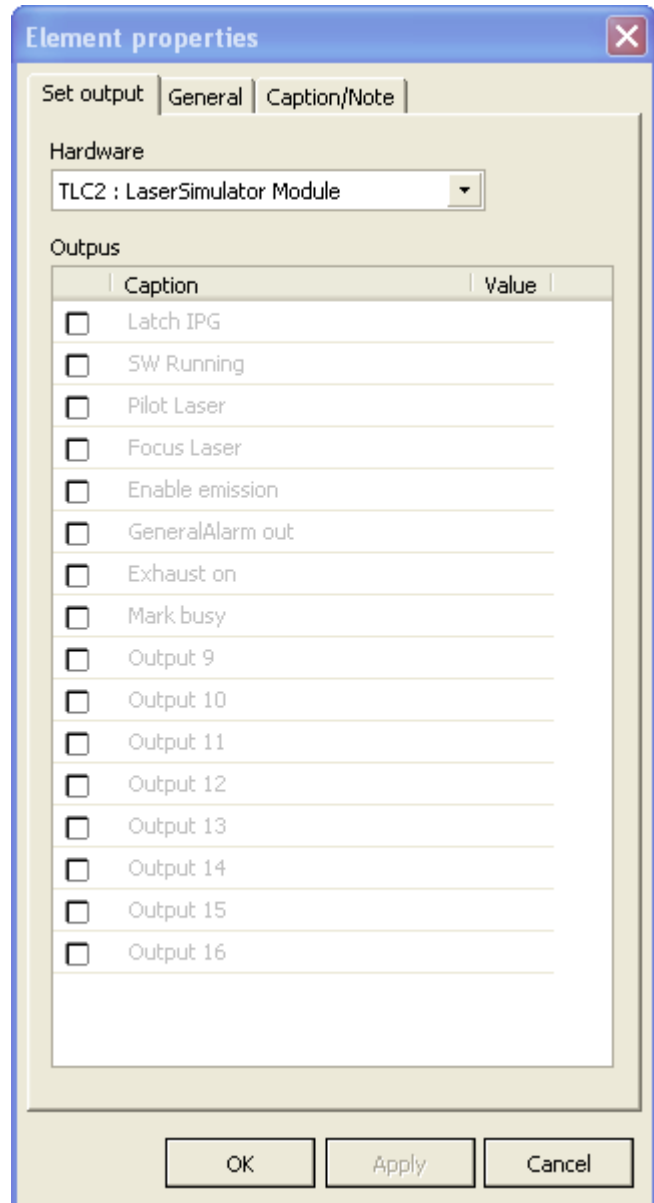 Element properties
Set output General Caption/Note
Hardware
TLC2 : LaserSimulator Module
Outpus
Caption Value
Latch IPG
SW Running
Pilot Laser
Focus Laser
Enable emission
GeneralAlarm out
Exhaust on
Mark busy
Output 9
Output 10
Output 11
Output 12
Output 13
Output 14
Output 15
Output 16
OK Apply Cancel